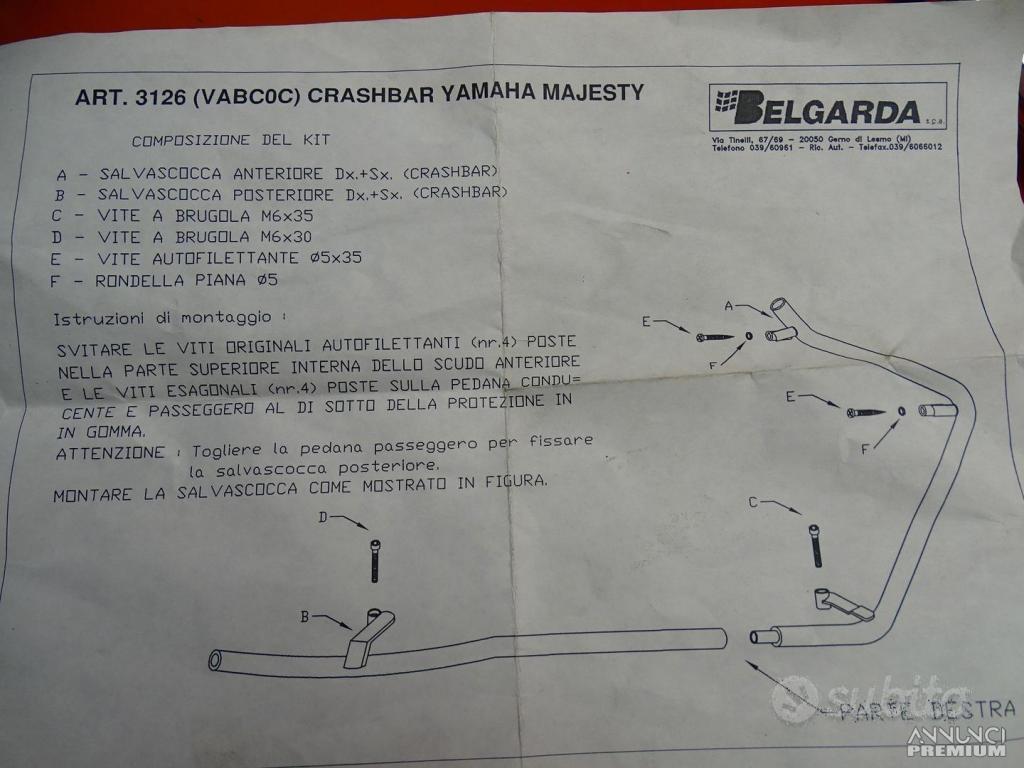 ART. 3126 (VABC0C) CRASHBAR YAMAHA MAJESTY
BELGARDA s.p.a.
Via Tinelli, 67/69 - 20050 Gerno di Lesmo (MI)
Telefono 039/60961 - Ric. Aut. - Telefax.039/6066012
COMPOSIZIONE DEL KIT
A - SALVASCOCCA ANTERIORE Dx.+Sx. (CRASHBAR)
B - SALVASCOCCA POSTERIORE Dx.+Sx. (CRASHBAR)
C - VITE A BRUGOLA M6x35
D - VITE A BRUGOLA M6x30
E - VITE AUTOFILETTANTE ø5x35
F - RONDELLA PIANA ø5
Istruzioni di montaggio :
SVITARE LE VITI ORIGINALI AUTOFILETTANTI (nr.4) POSTE
NELLA PARTE SUPERIORE INTERNA DELLO SCUDO ANTERIORE
E LE VITI ESAGONALI (nr.4) POSTE SULLA PEDANA CONDU=
CENTE E PASSEGGERO AL DI SOTTO DELLA PROTEZIONE IN
IN GOMMA.
ATTENZIONE : Togliere la pedana passeggero per fissare
la salvascocca posteriore.
MONTARE LA SALVASCOCCA COME MOSTRATO IN FIGURA.
A
E
F
E
F
C
D
B
PARTE DESTRA
subito
ANNUNCI
PREMIUM